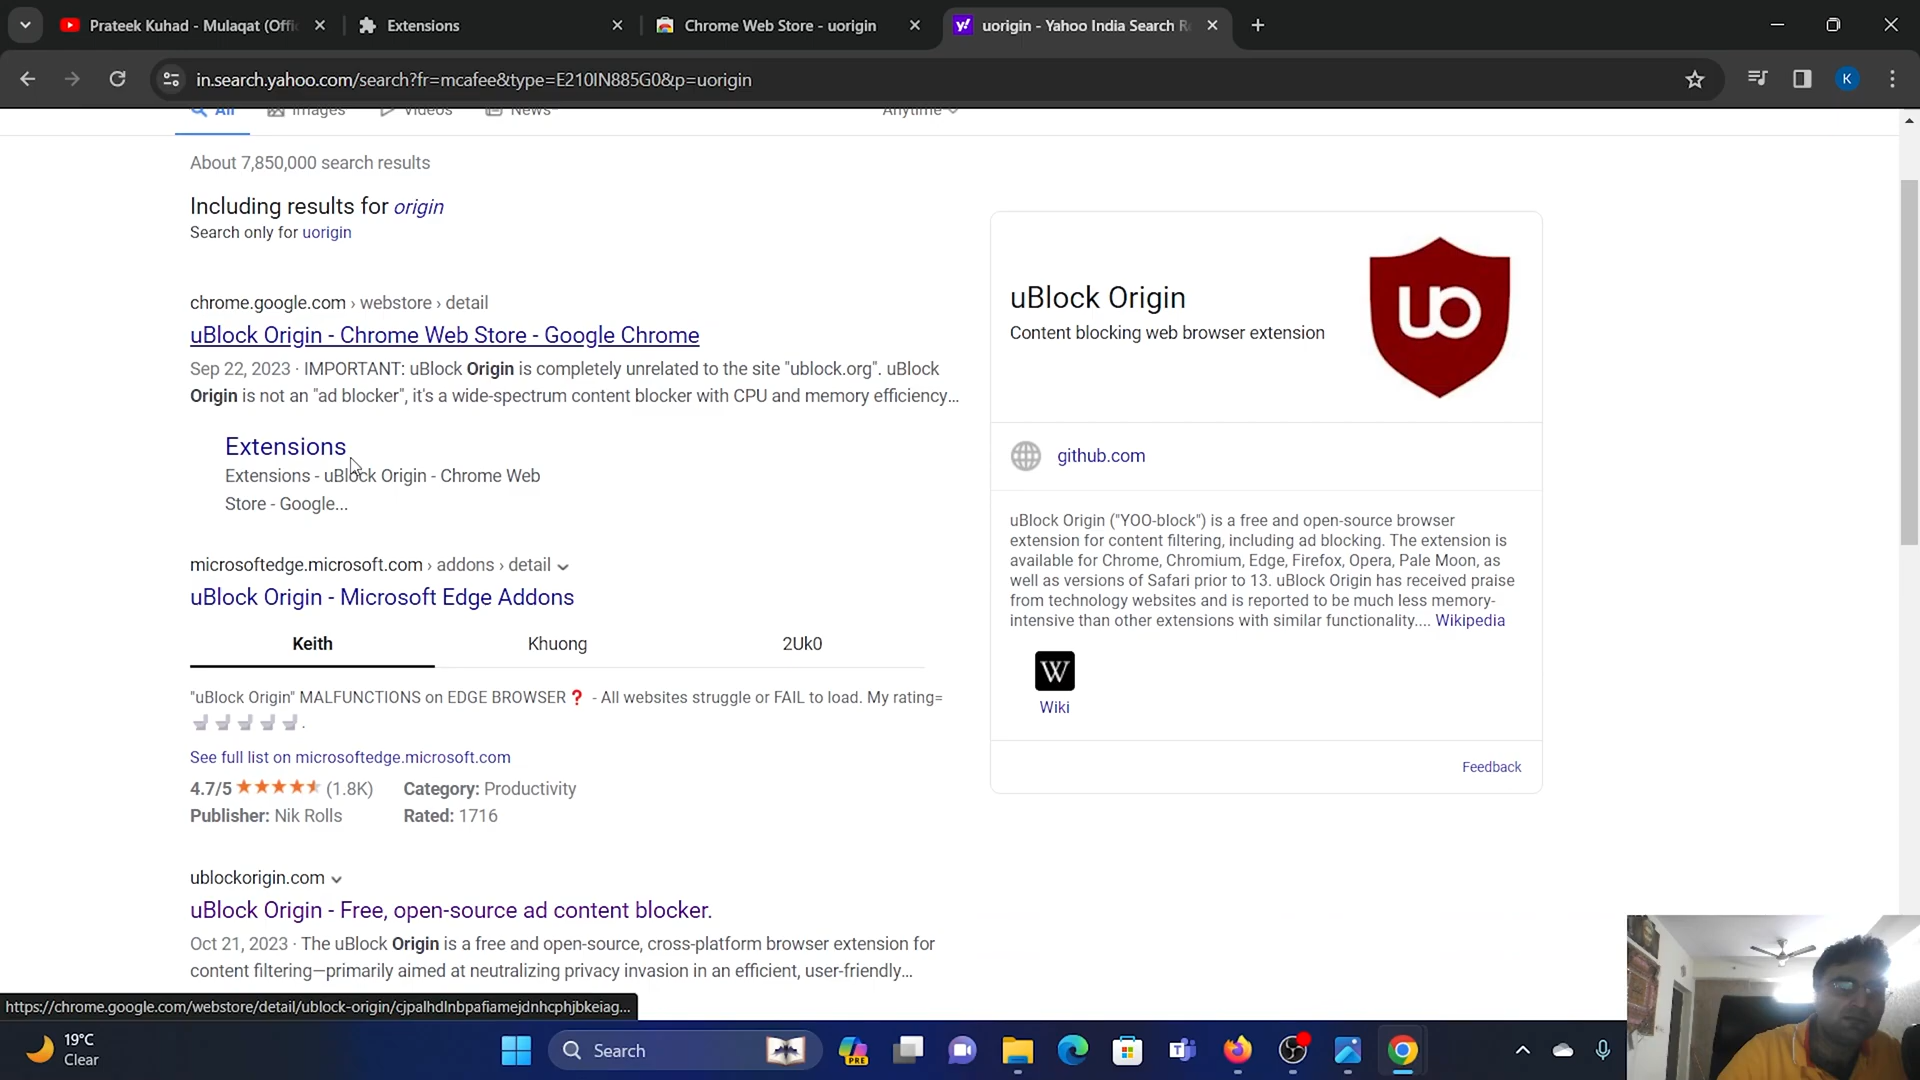 Prateek Kuhad - Mulaqat (Offi
Extensions
Chrome Web Store - uorigin
uorigin - Yahoo India Search R
in.search.yahoo.com/search?fr=mcafee&type=E210IN885G0&p=uorigin
K
All
Images
Videos
News
Anytime
About 7,850,000 search results
Including results for origin
Search only for uorigin
chrome.google.com › webstore › detail
uBlock Origin - Chrome Web Store - Google Chrome
Sep 22, 2023 · IMPORTANT: uBlock Origin is completely unrelated to the site "ublock.org". uBlock
Origin is not an "ad blocker", it's a wide-spectrum content blocker with CPU and memory efficiency...
Extensions
Extensions - uBlock Origin - Chrome Web
Store - Google...
microsoftedge.microsoft.com › addons › detail
uBlock Origin - Microsoft Edge Addons
Keith
Khuong
2Uk0
"uBlock Origin" MALFUNCTIONS on EDGE BROWSER❓ - All websites struggle or FAIL to load. My rating=
🚽🚽🚽🚽🚽.
See full list on microsoftedge.microsoft.com
4.7/5 ★★★★★ (1.8K) Category: Productivity
Publisher: Nik Rolls Rated: 1716
ublockorigin.com
uBlock Origin - Free, open-source ad content blocker.
Oct 21, 2023 · The uBlock Origin is a free and open-source, cross-platform browser extension for
content filtering—primarily aimed at neutralizing privacy invasion in an efficient, user-friendly...
uBlock Origin
Content blocking web browser extension
uo
github.com
uBlock Origin ("YOO-block") is a free and open-source browser
extension for content filtering, including ad blocking. The extension is
available for Chrome, Chromium, Edge, Firefox, Opera, Pale Moon, as
well as versions of Safari prior to 13. uBlock Origin has received praise
from technology websites and is reported to be much less memory-
intensive than other extensions with similar functionality.... Wikipedia
W
Wiki
Feedback
https://chrome.google.com/webstore/detail/ublock-origin/cjpalhdlnbpafiamejdnhcphjbkeiag...
19°C
Clear
Search
PRE